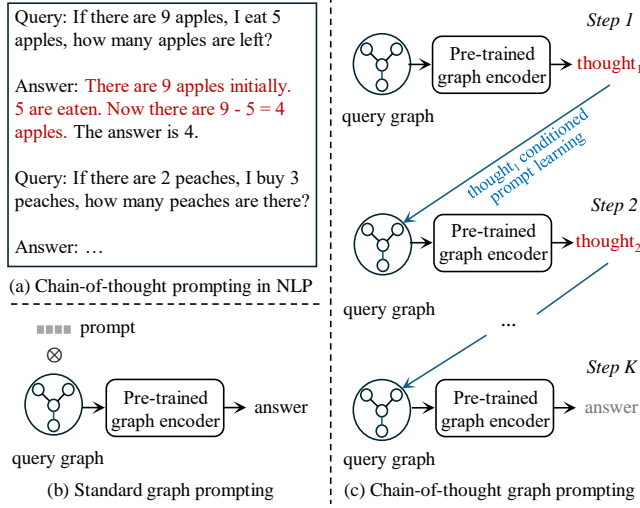 Query: If there are 9 apples, I eat 5
apples, how many apples are left?
Answer: There are 9 apples initially.
5 are eaten. Now there are 9 - 5 = 4
apples. The answer is 4.
Query: If there are 2 peaches, I buy 3
peaches, how many peaches are there?
Answer: …
(a) Chain-of-thought prompting in NLP
prompt
⊗
Pre-trained
graph encoder
answer
query graph
(b) Standard graph prompting
Step 1
Pre-trained
graph encoder
thought₁
query graph
thought₁ conditioned
prompt learning
Step 2
Pre-trained
graph encoder
thought₂
query graph
...
Step K
Pre-trained
graph encoder
answer
query graph
(c) Chain-of-thought graph prompting